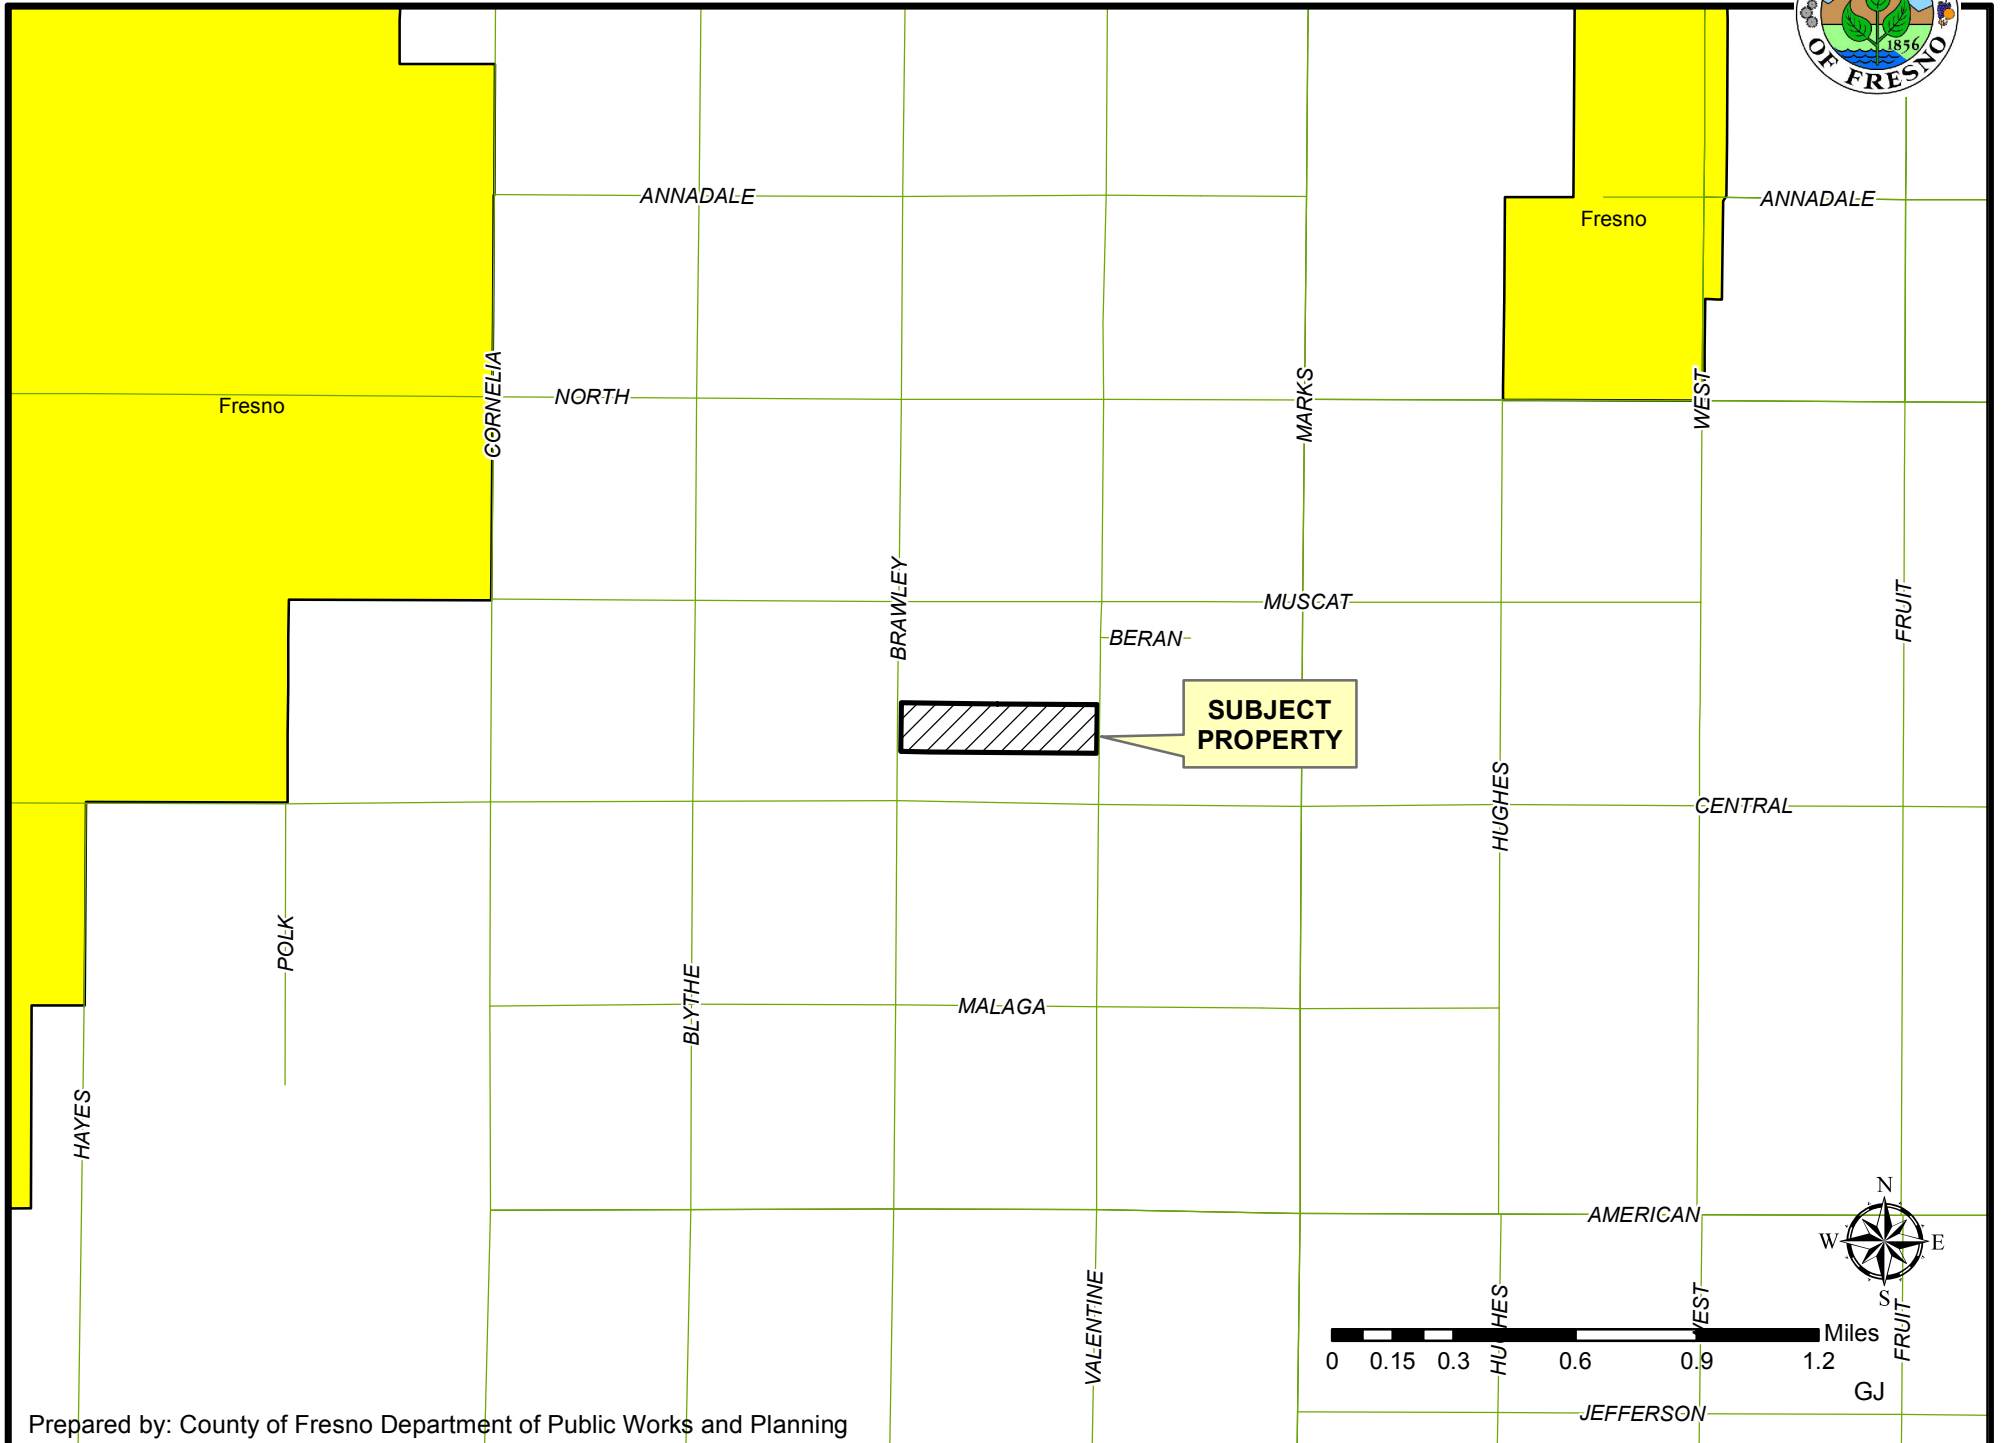 1856
OF FRESNO
ANNADALE
ANNADALE
Fresno
CORNELIA
MARKS
WEST
NORTH
Fresno
BRAWLEY
MUSCAT
FRUIT
BERAN
SUBJECT
PROPERTY
HUGHES
CENTRAL
POLK
BLYTHE
MALAGA
HAYES
N
AMERICAN
W
E
S
VALENTINE
HUGHES
WEST
FRUIT
Miles
0 0.15 0.3 0.6 0.9 1.2
GJ
JEFFERSON
Prepared by: County of Fresno Department of Public Works and Planning